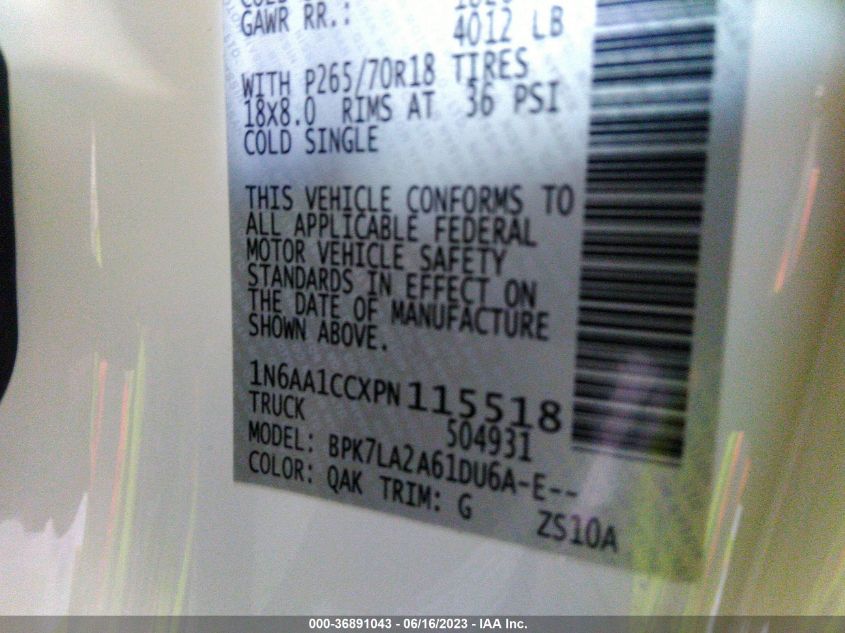 GAWR RR.:
4012 LB
WITH P265/70R18 TIRES
18X8.0 RIMS AT 36 PSI
COLD SINGLE
THIS VEHICLE CONFORMS TO
ALL APPLICABLE FEDERAL
MOTOR VEHICLE SAFETY
STANDARDS IN EFFECT ON
THE DATE OF MANUFACTURE
SHOWN ABOVE.
1N6AA1CCXPN115518
TRUCK 504931
MODEL: BPK7LA2A61DU6A-E--
COLOR: QAK TRIM: G
ZS10A
000-36891043 - 06/16/2023 - IAA Inc.